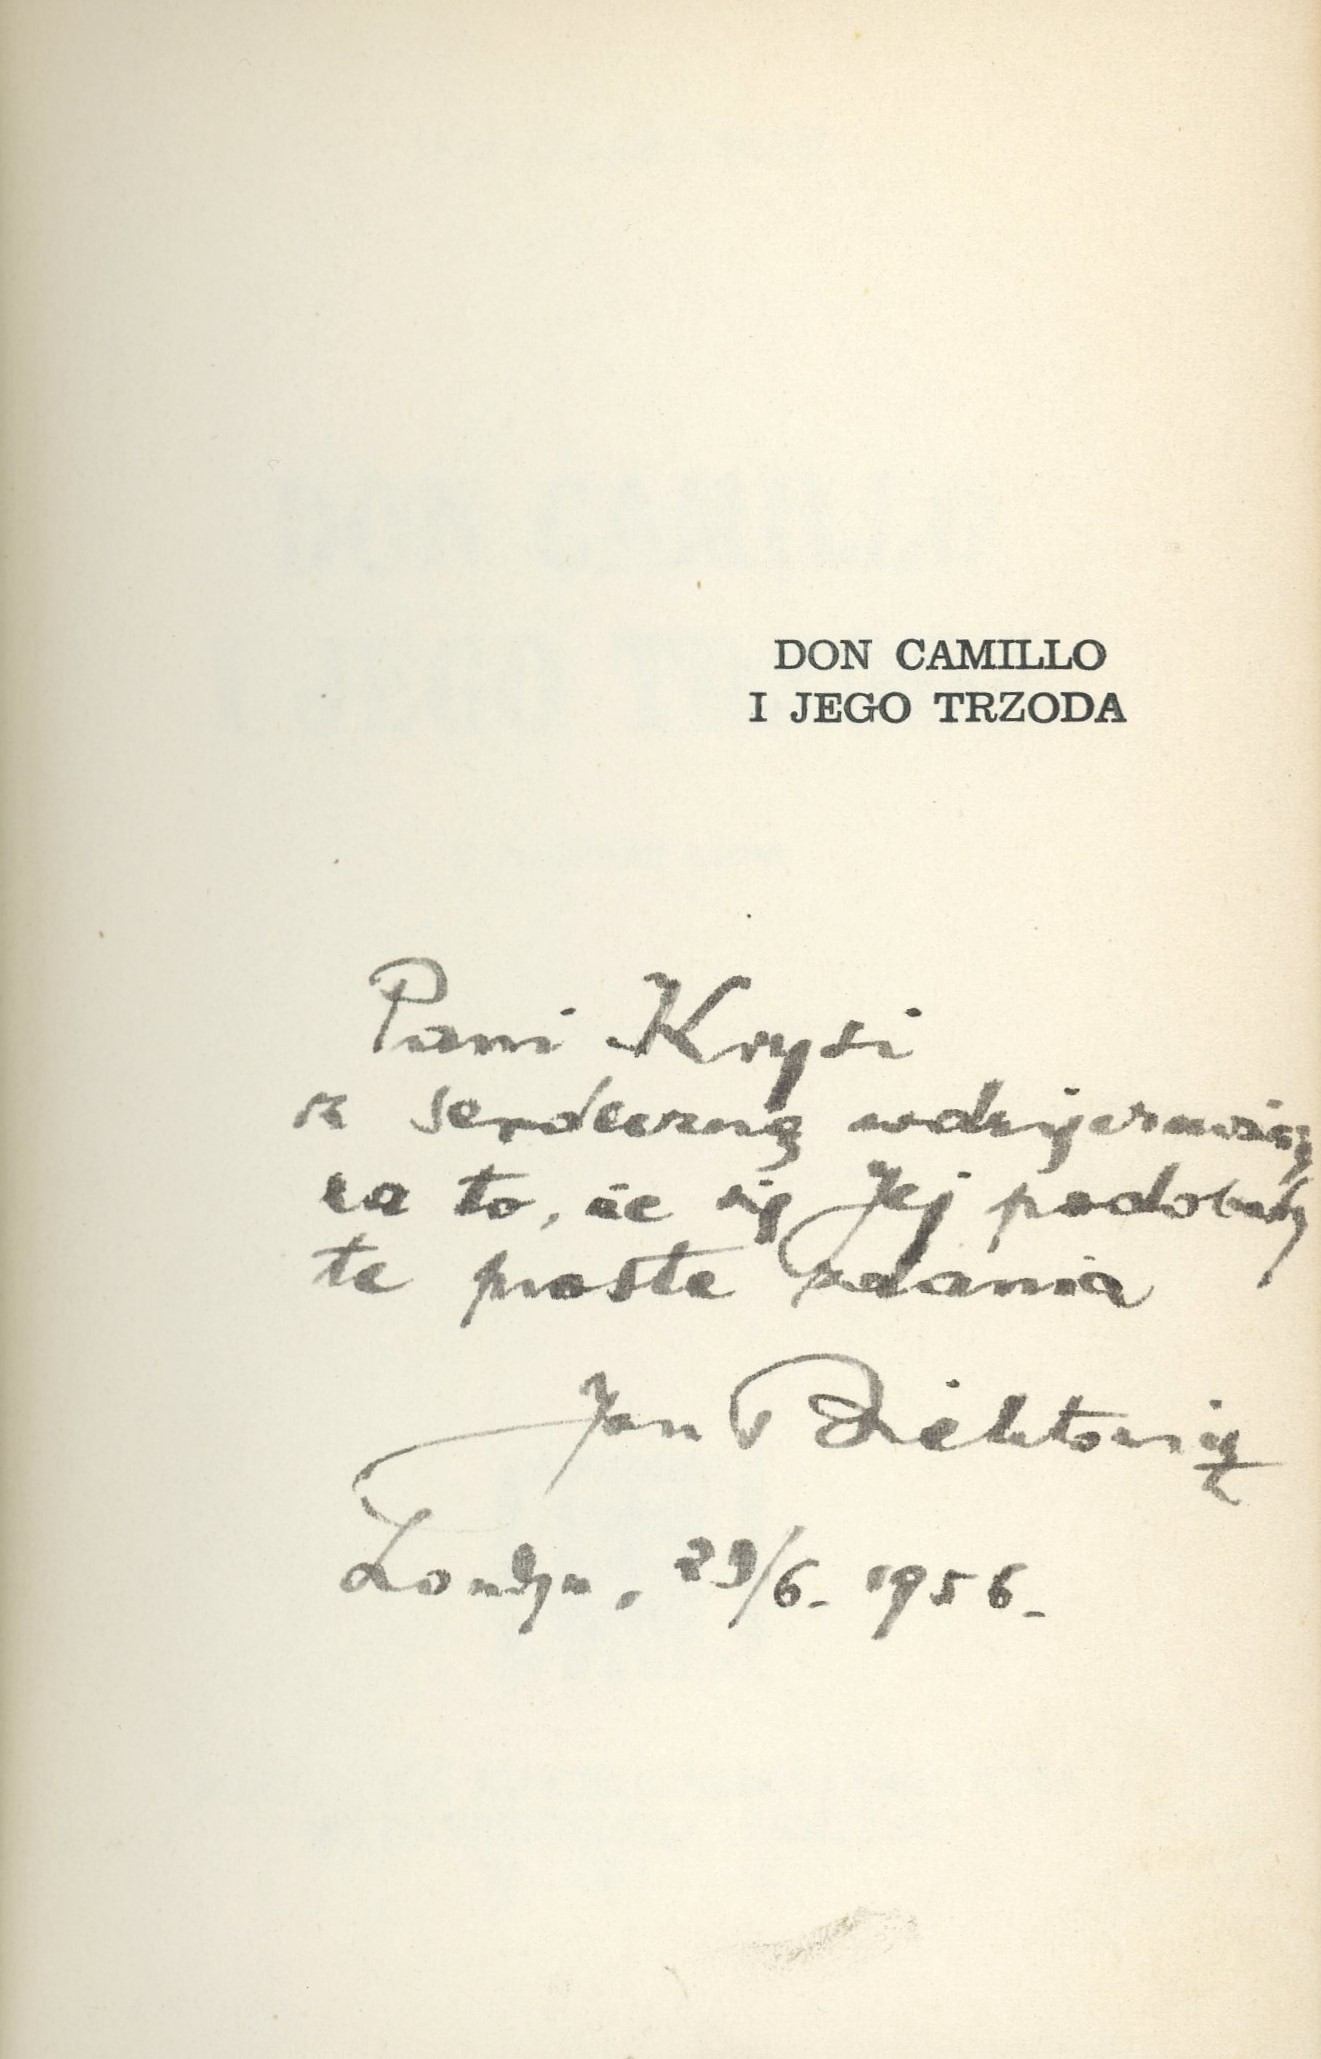 DON CAMILLO
I JEGO TRZODA
Pani Krysi
z serdeczną wdzięcznością
za to, że się Jej podobały
te proste zdania
Jan Bielatowicz
Londyn, 29/6. 1956.